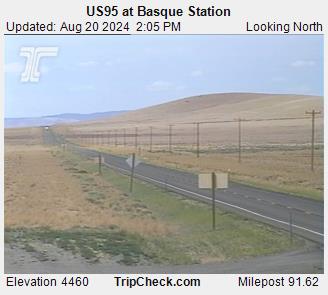 US95 at Basque Station
Updated: Aug 20 2024 2:05 PM Looking North
Elevation 4460 TripCheck.com Milepost 91.62